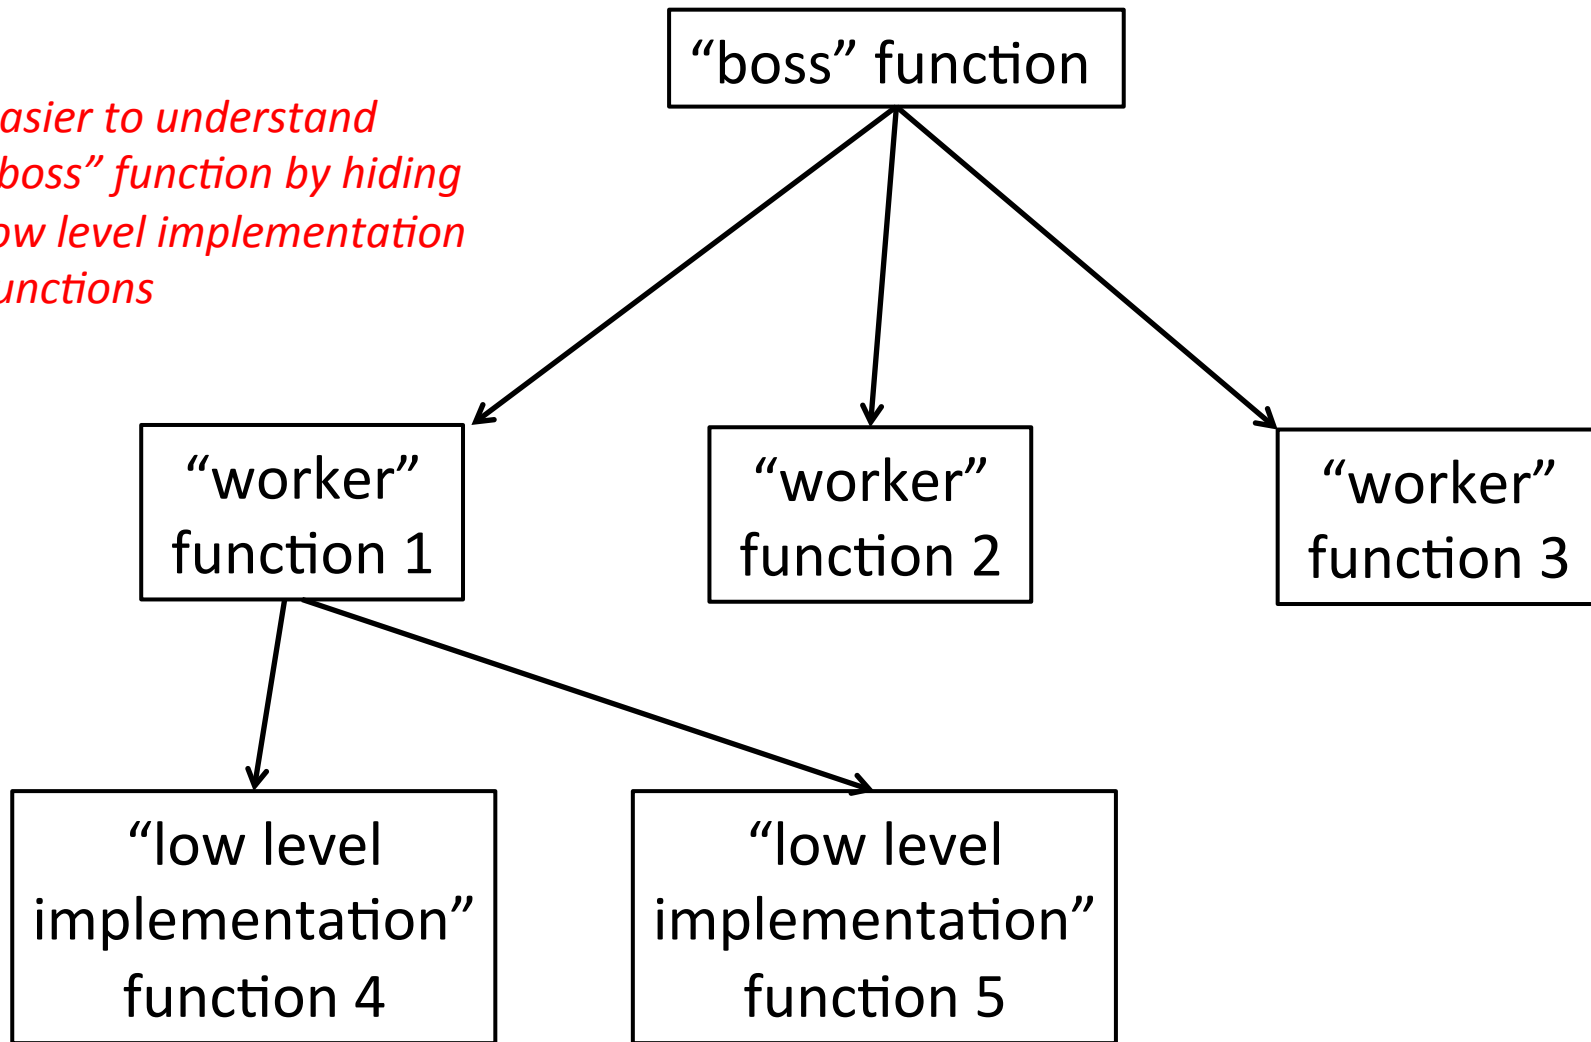 “boss” function
asier to understand
boss” function by hiding
ow level implementation
unctions
“worker”
function 1
“worker”
function 2
“worker”
function 3
“low level
implementation”
function 4
“low level
implementation”
function 5